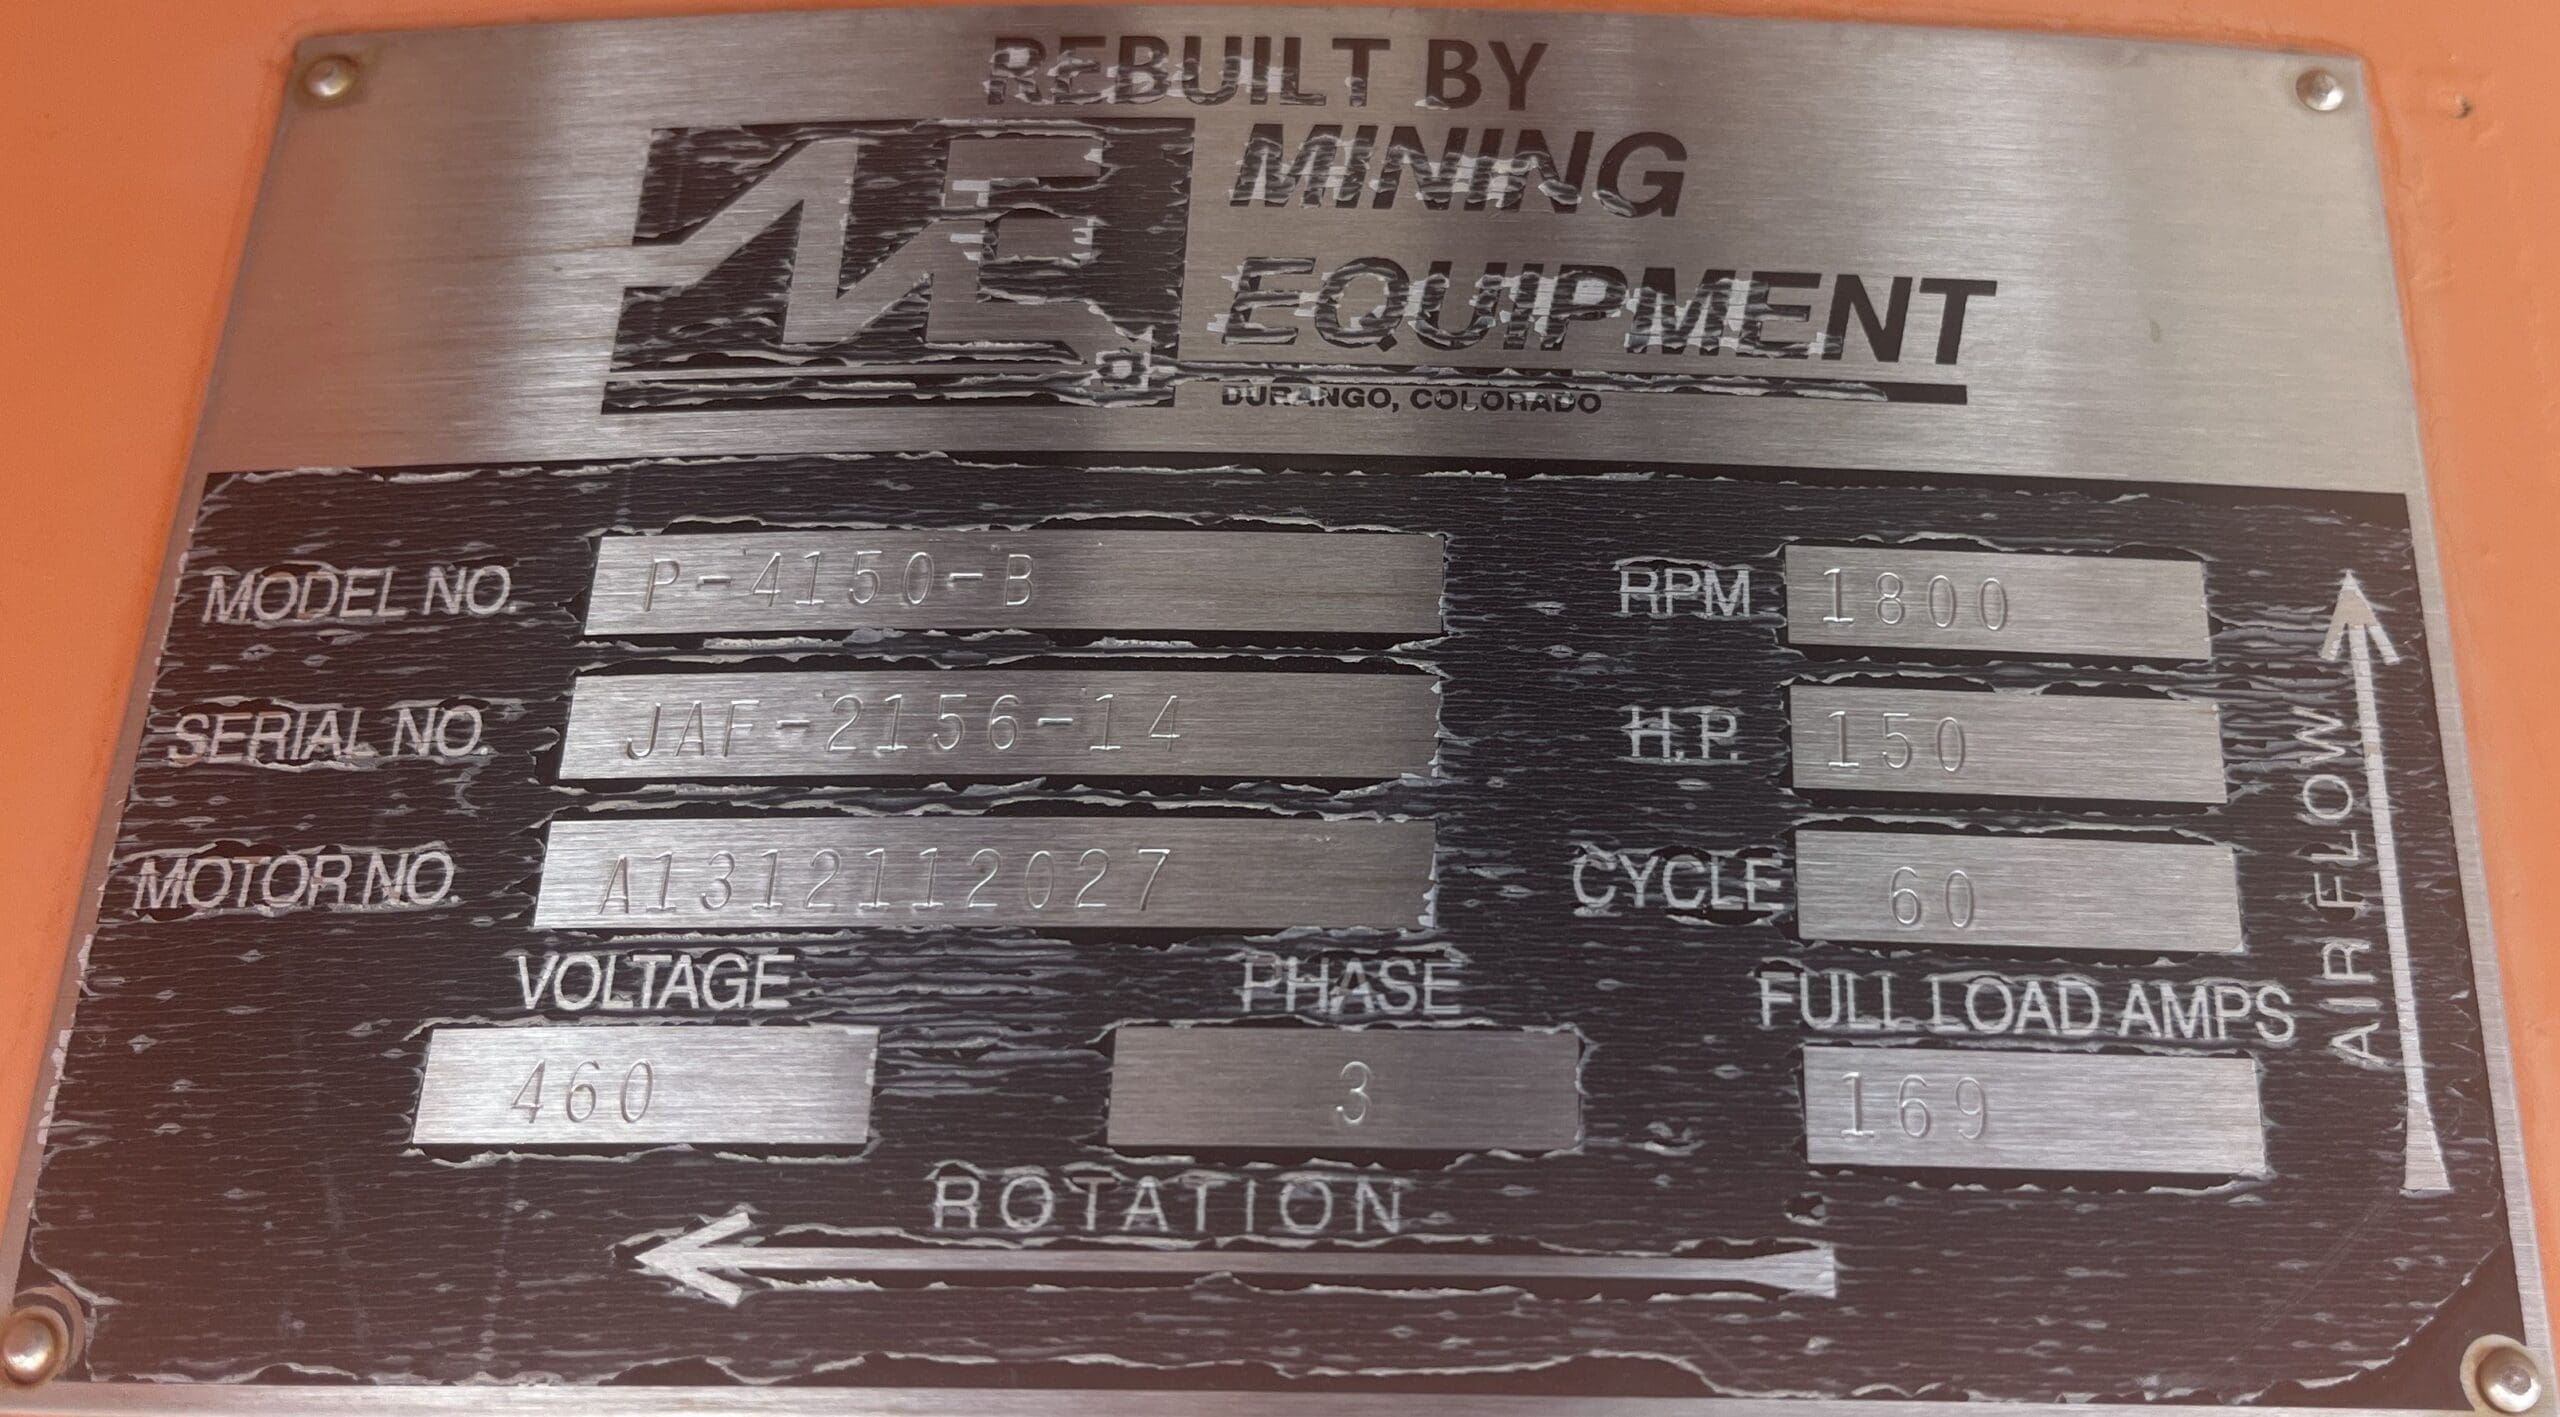 REBUILT BY
ME MINING
EQUIPMENT
DURANGO, COLORADO
MODEL NO. P-4150-B RPM 1800
SERIAL NO. JAF-2156-14 H.P. 150
MOTOR NO. A1312112027 CYCLE 60
VOLTAGE PHASE FULL LOAD AMPS
460 3 169
ROTATION
AIR FLOW